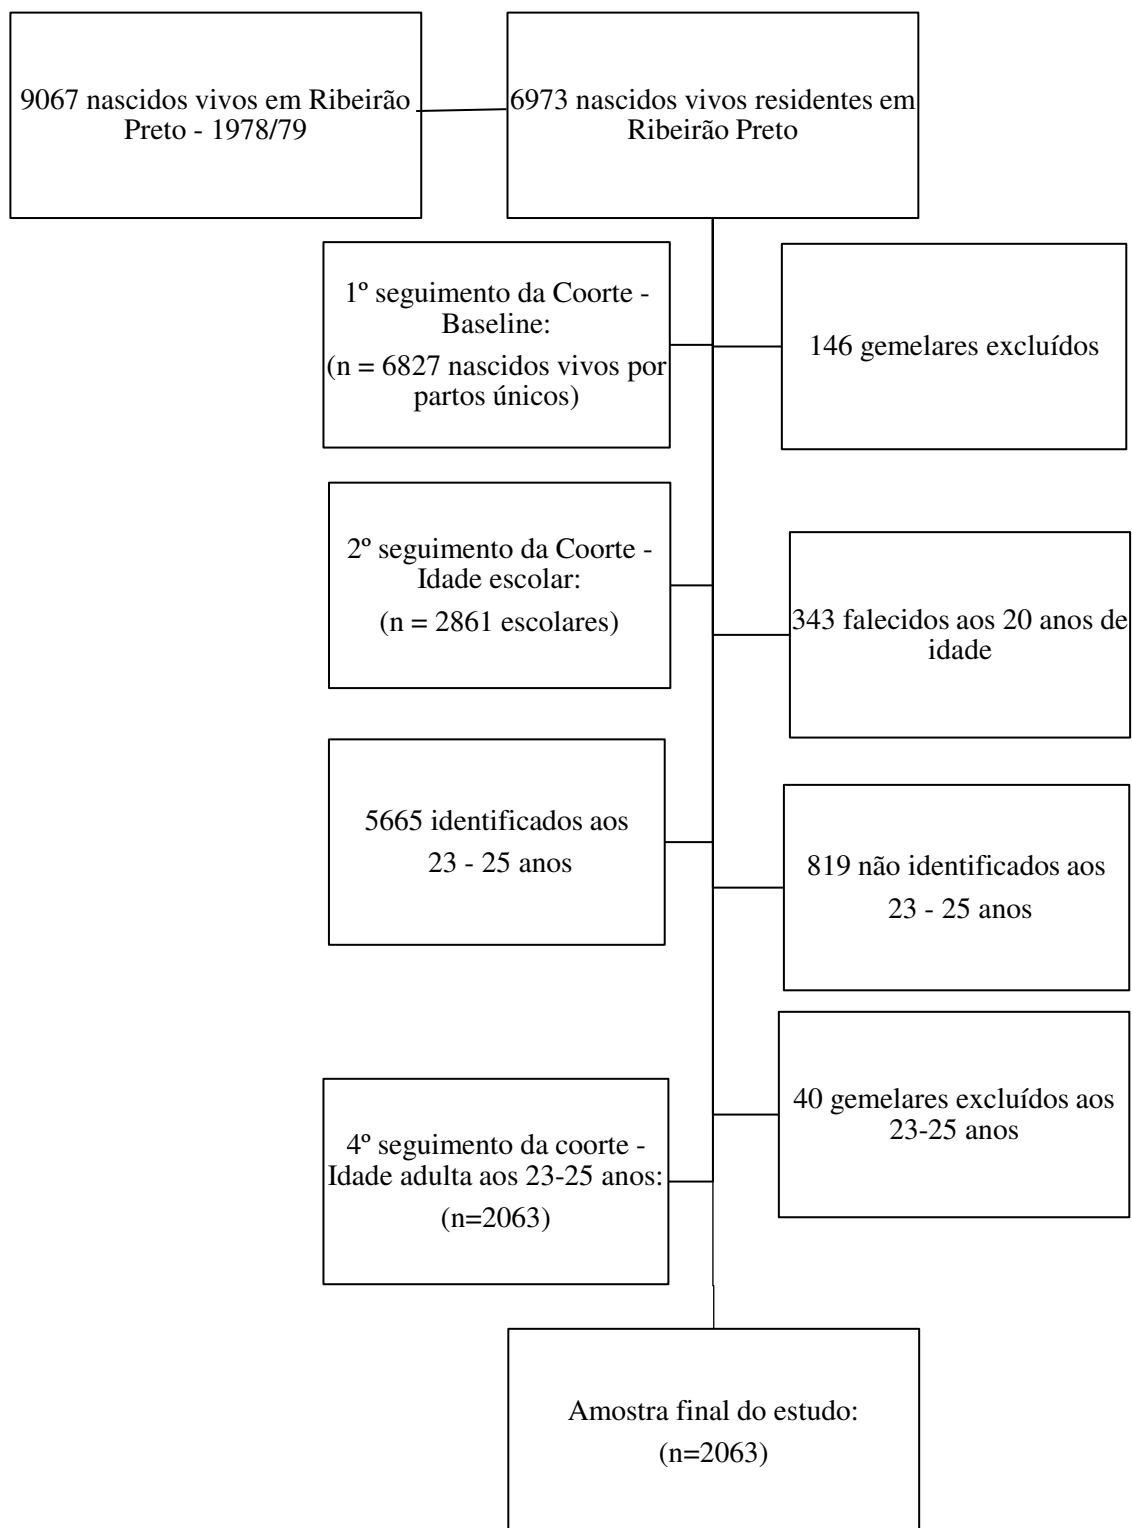 9067 nascidos vivos em Ribeirão
Preto - 1978/79
6973 nascidos vivos residentes em
Ribeirão Preto
1º seguimento da Coorte -
Baseline:
(n = 6827 nascidos vivos por
partos únicos)
146 gemelares excluídos
2º seguimento da Coorte -
Idade escolar:
(n = 2861 escolares)
343 falecidos aos 20 anos de
idade
5665 identificados aos
23 - 25 anos
819 não identificados aos
23 - 25 anos
40 gemelares excluídos aos
23-25 anos
4º seguimento da coorte -
Idade adulta aos 23-25 anos:
(n=2063)
Amostra final do estudo:
(n=2063)